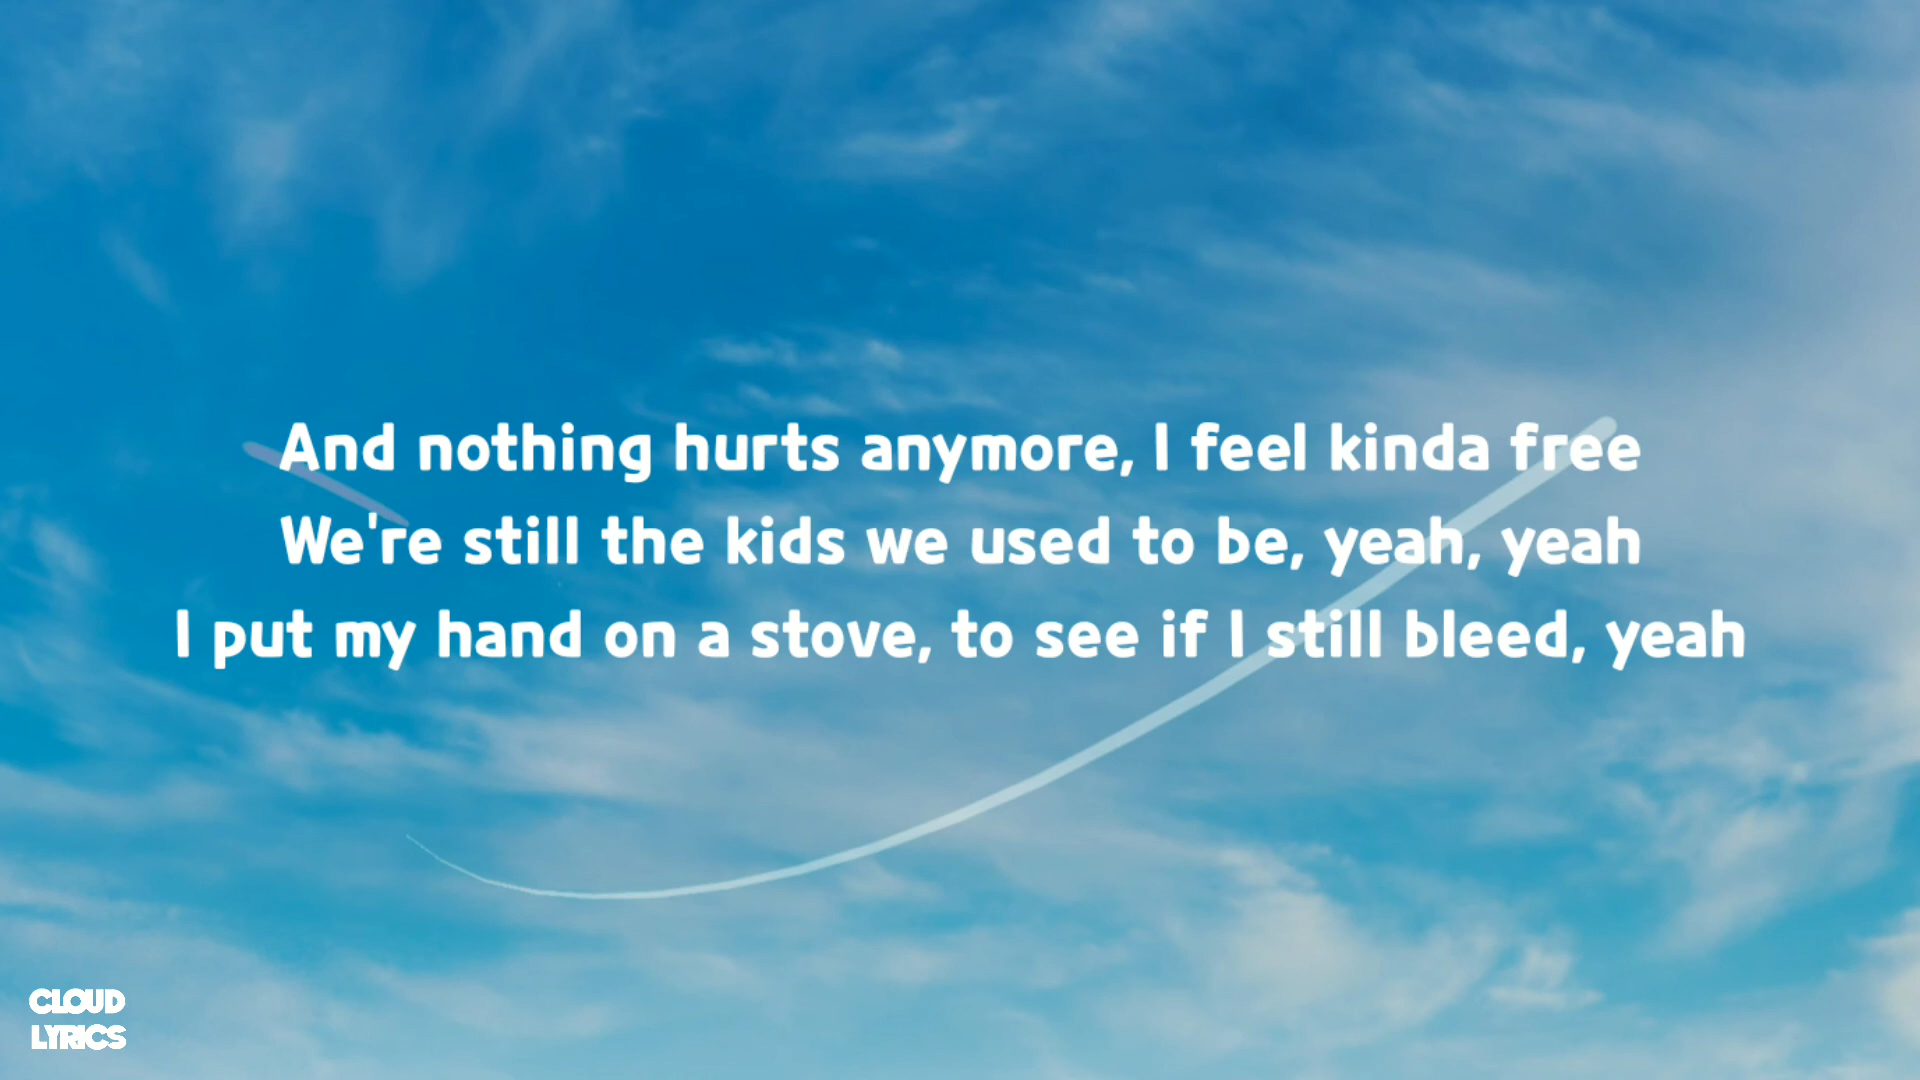 And nothing hurts anymore, I feel kinda free
We're still the kids we used to be, yeah, yeah
I put my hand on a stove, to see if I still bleed, yeah
CLOUD
LYRICS